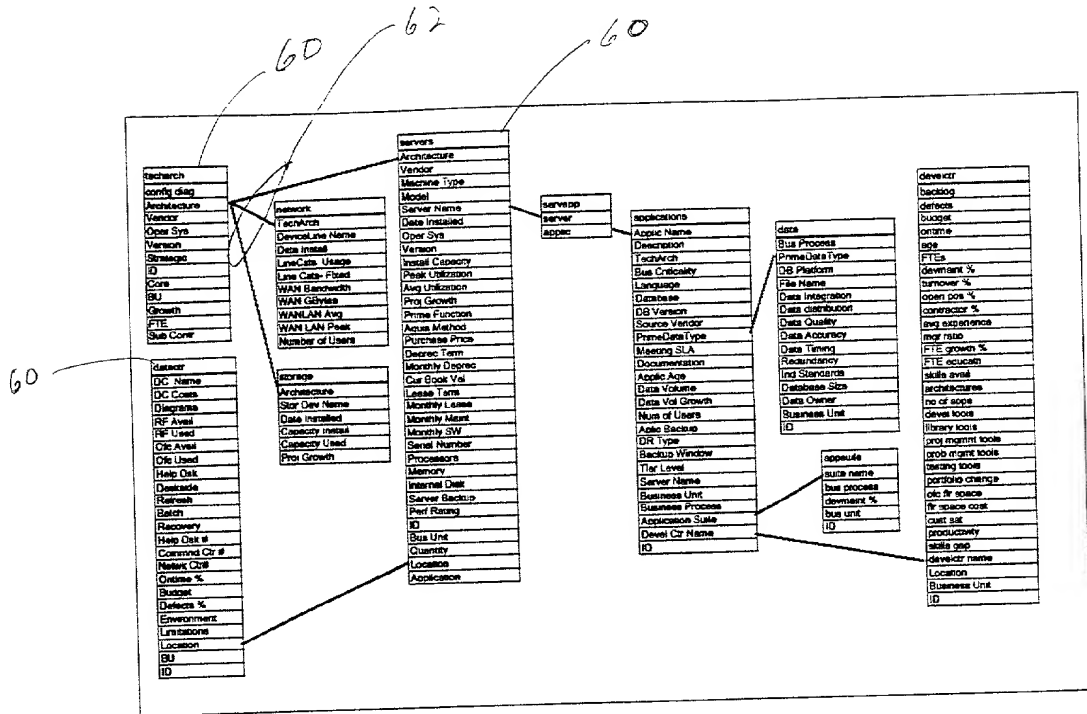 60
62
60
60
techarch
config diag
Architecture
Vendor
Oper Sys
Version
Strategic
ID
Core
BU
Growth
FTE
Sub Contr
datactr
DC Name
DC Costs
Diagrams
RF Avail
RF Used
Ofc Avail
Ofc Used
Help Dsk
Deskside
Refresh
Batch
Recovery
Help Dsk #
Commnd Ctr #
Netwk Ctr#
Ontime %
Budget
Defects %
Environment
Limitations
Location
BU
ID
network
TechArch
DeviceLine Name
Date Install
LineCats Usage
Line Cats- Fixed
WAN Bandwidth
WAN GBytes
WANLAN Avg
WAN LAN Peak
Number of Users
storage
Architecture
Stor Dev Name
Date Installed
Capacity Install
Capacity Used
Proj Growth
servers
Architecture
Vendor
Machine Type
Model
Server Name
Date Installed
Oper Sys
Version
Install Capacity
Peak Utilization
Avg Utilization
Proj Growth
Prime Function
Aquis Method
Purchase Price
Deprec Term
Monthly Deprec
Cur Book Val
Lease Term
Monthly Lease
Monthly Maint
Monthly SW
Serial Number
Processors
Memory
Internal Disk
Server Backup
Perf Rating
ID
Bus Unit
Quantity
Location
Application
servapp
server
applic
applications
Applic Name
Description
TechArch
Bus Criticality
Language
Database
DB Version
Source Vendor
PrimeDataType
Meeting SLA
Documentation
Applic Age
Data Volume
Data Vol Growth
Num of Users
Aplic Backup
DR Type
Backup Window
Tier Level
Server Name
Business Unit
Business Process
Application Suite
Devel Ctr Name
ID
data
Bus Process
PrimeDataType
DB Platform
File Name
Data Integration
Data distribution
Data Quality
Data Accuracy
Data Timing
Redundancy
Ind Standards
Database Size
Data Owner
Business Unit
ID
appsuite
suite name
bus process
devmaint %
bus unit
ID
develctr
backlog
defects
budget
ontime
age
FTEs
devmaint %
turnover %
open pos %
contractor %
avg experience
mgr ratio
FTE growth %
FTE educatn
skills avail
architectures
no of apps
devel tools
library tools
proj mgmnt tools
prob mgmt tools
testing tools
portfolio change
ofc flr space
flr space cost
cust sat
productivity
skills gap
develctr name
Location
Business Unit
ID